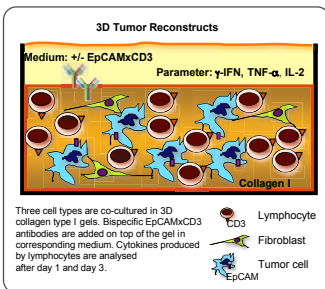 3D Tumor Reconstructs
Medium: +/- EpCAMxCD3
Parameter: γ-IFN, TNF-α, IL-2
Collagen I
Three cell types are co-cultured in 3D
collagen type I gels. Bispecific EpCAMxCD3
antibodies are added on top of the gel in
corresponding medium. Cytokines produced
by lymphocytes are analysed
after day 1 and day 3.
Lymphocyte
CD3
Fibroblast
Tumor cell
EpCAM